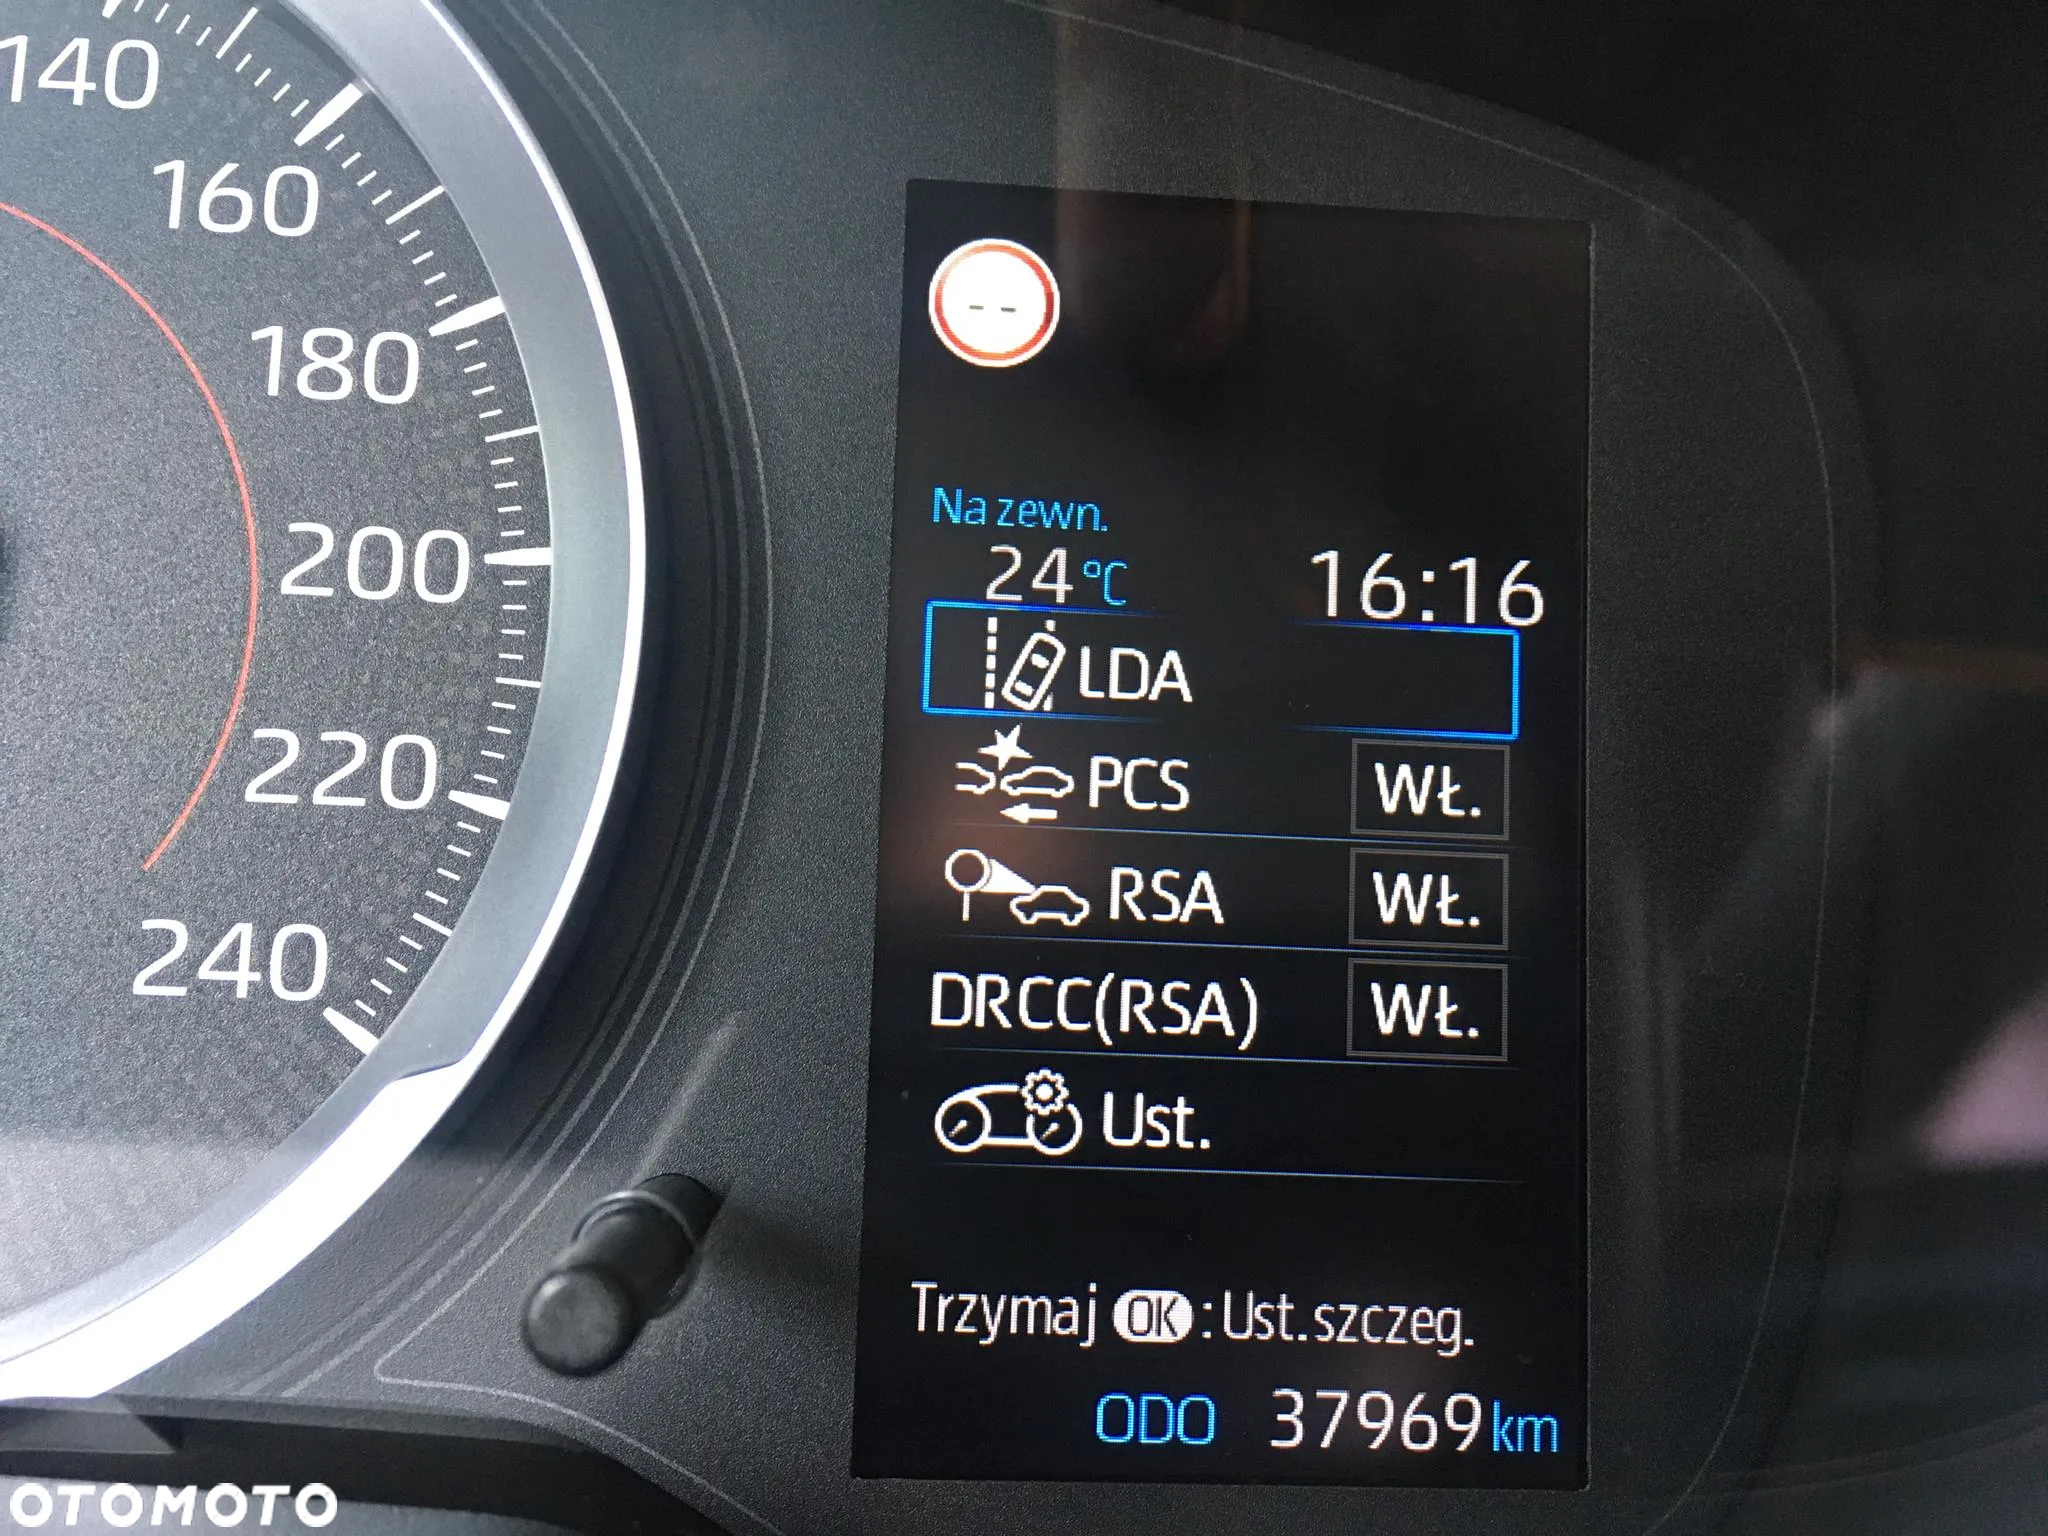 140
160
180
200
220
240
--
Na zewn.
24°C 16:16
LDA
PCS WŁ.
RSA WŁ.
DRCC(RSA) WŁ.
Ust.
Trzymaj OK : Ust. szczeg.
ODO 37969 km
OTOMOTO